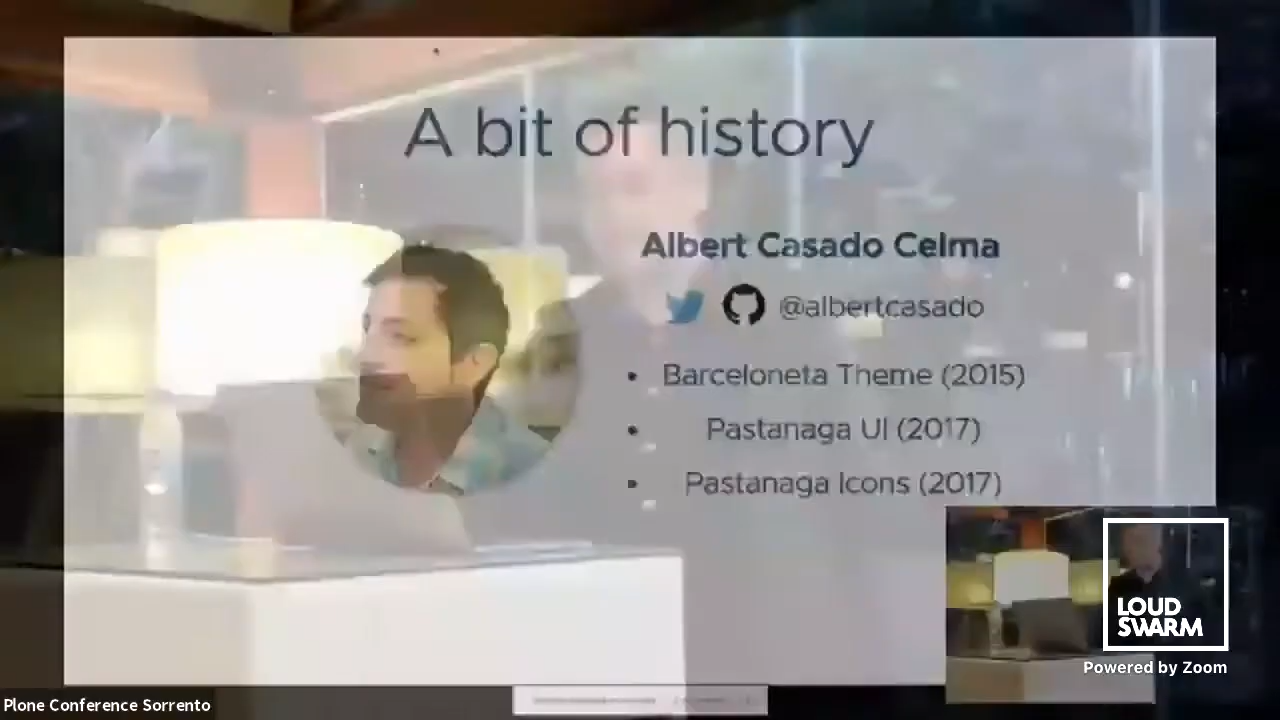 A bit of history
Albert Casado Celma
@albertcasado
• Barceloneta Theme (2015)
• Pastanaga UI (2017)
• Pastanaga Icons (2017)
LOUD
SWARM
Powered by Zoom
Plone Conference Sorrento